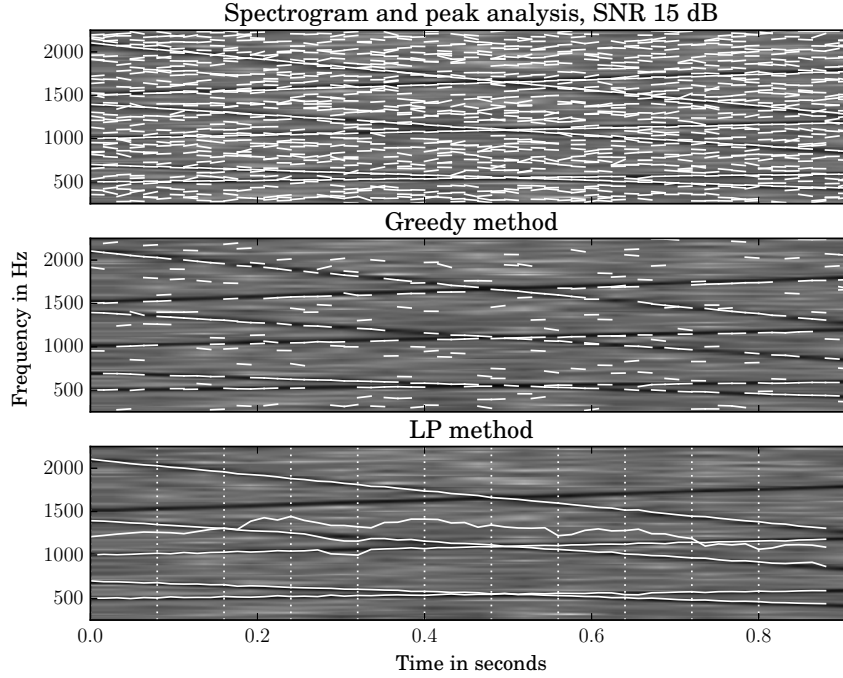 Spectrogram and peak analysis, SNR 15 dB
2000
1500
1000
500
Greedy method
2000
1500
1000
500
Frequency in Hz
LP method
2000
1500
1000
500
0.0 0.2 0.4 0.6 0.8
Time in seconds